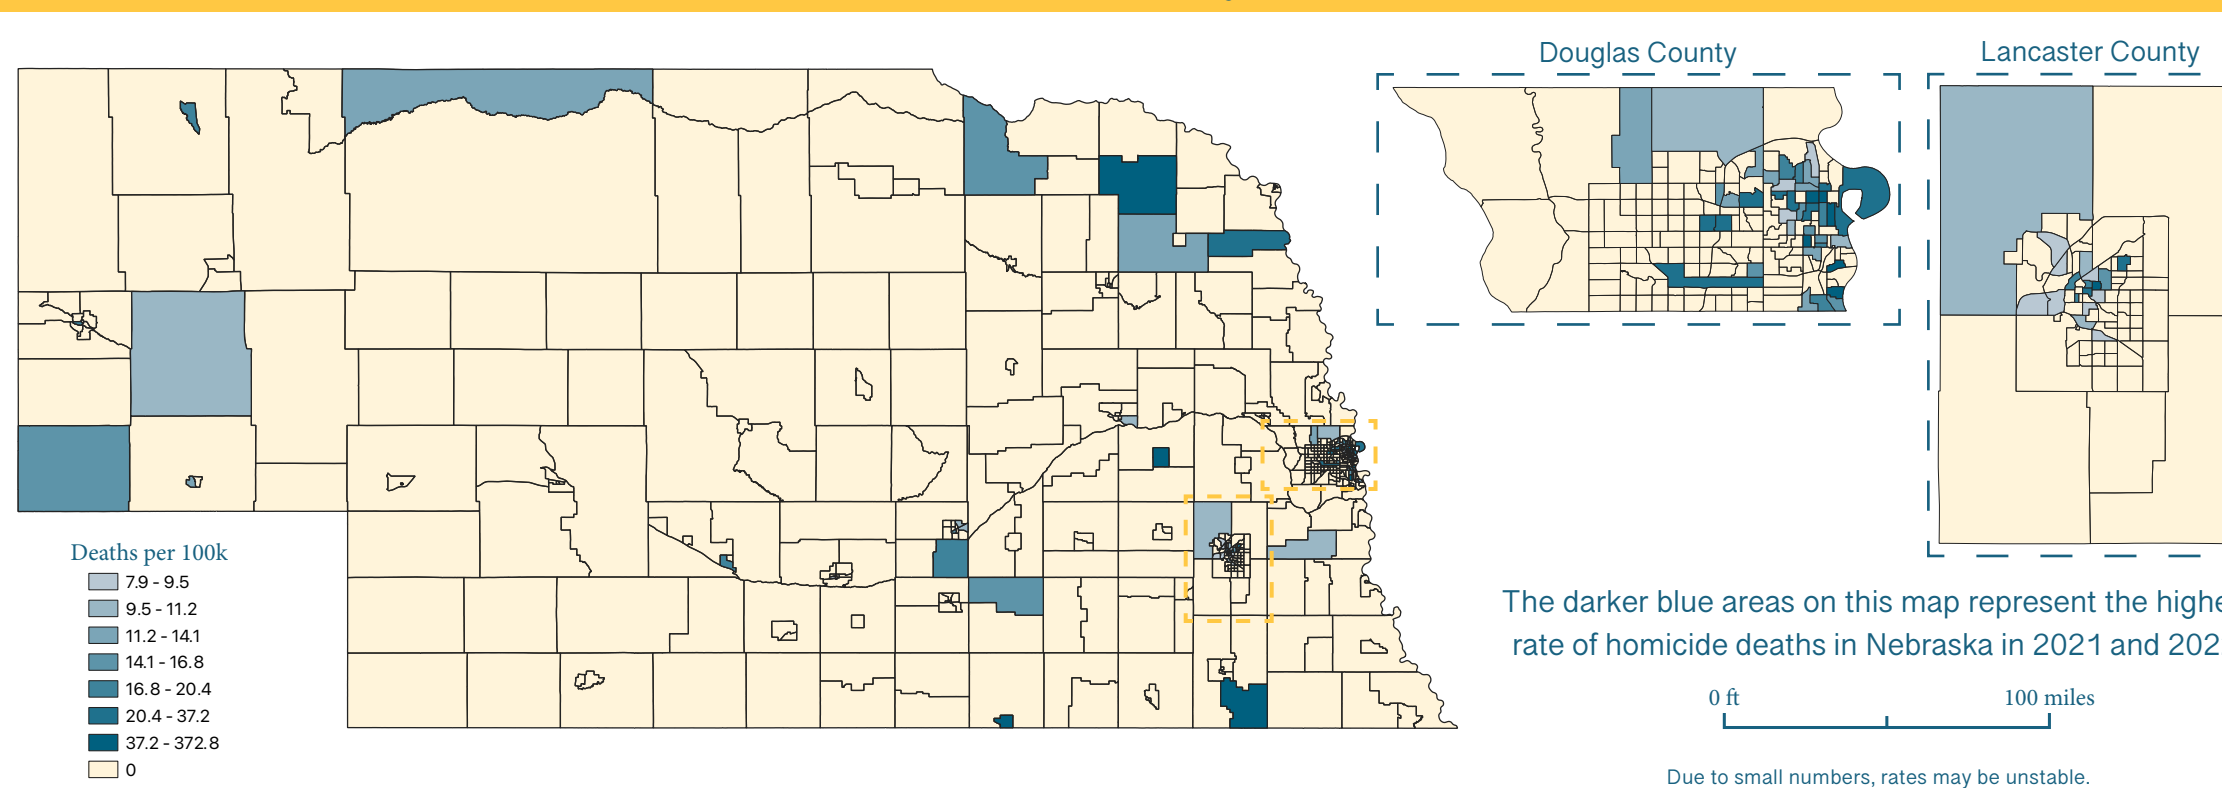 Douglas County
Lancaster County
Deaths per 100k
7.9 - 9.5
9.5 - 11.2
11.2 - 14.1
14.1 - 16.8
16.8 - 20.4
20.4 - 37.2
37.2 - 372.8
0
The darker blue areas on this map represent the
rate of homicide deaths in Nebraska in 2021 and
0 ft 100 miles
Due to small numbers, rates may be unstable.